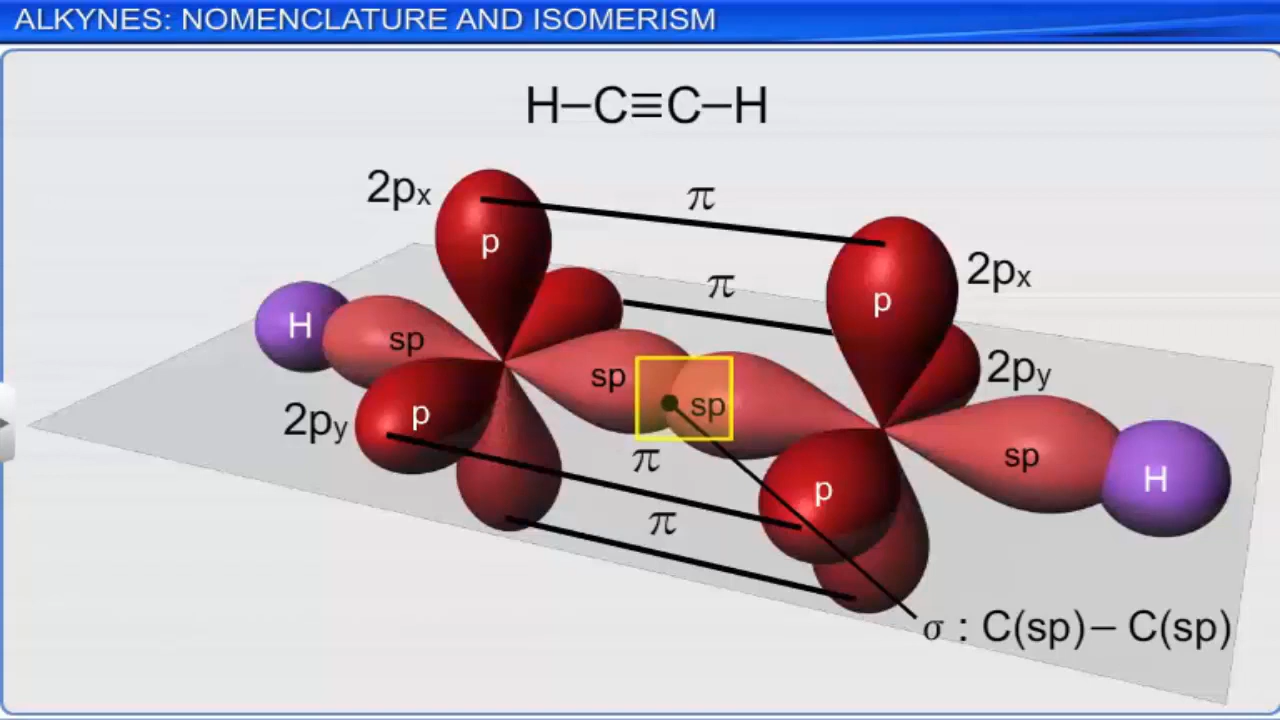 ALKYNES: NOMENCLATURE AND ISOMERISM
H–C≡C–H
2px
π
p
2px
p
π
H
sp
2py
sp
sp
2py
p
π
sp
H
p
π
σ : C(sp) – C(sp)